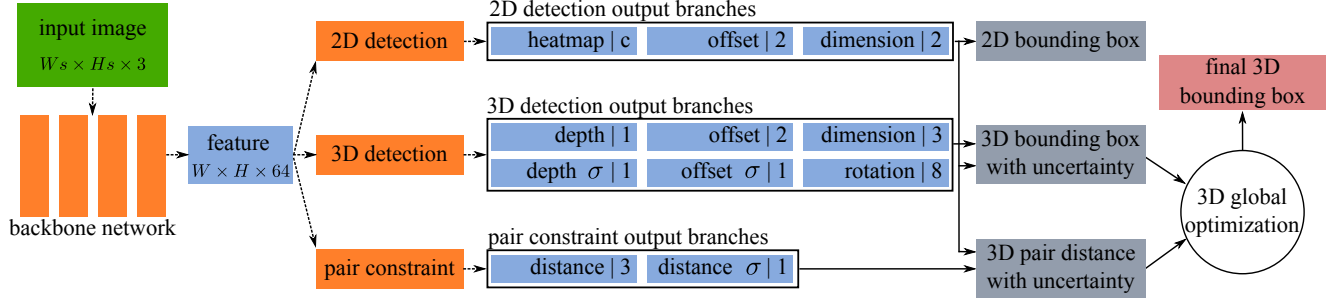 input image
Ws × Hs × 3
backbone network
feature
W × H × 64
2D detection
3D detection
pair constraint
2D detection output branches
heatmap | c
offset | 2
dimension | 2
3D detection output branches
depth | 1
offset | 2
dimension | 3
depth σ | 1
offset σ | 1
rotation | 8
pair constraint output branches
distance | 3
distance σ | 1
2D bounding box
3D bounding box
with uncertainty
3D pair distance
with uncertainty
final 3D
bounding box
3D global
optimization